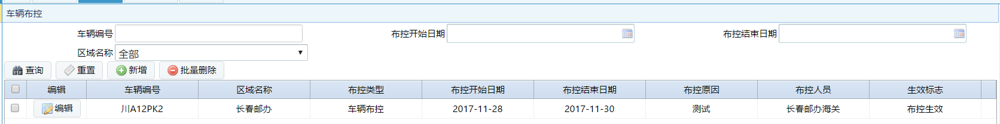 车辆布控
车辆编号 布控开始日期 布控结束日期
区域名称 全部
查询 重置 新增 批量删除
编辑 车辆编号 区域名称 布控类型 布控开始日期 布控结束日期 布控原因 布控人员 生效标志
编辑 川A12PK2 长春邮办 车辆布控 2017-11-28 2017-11-30 测试 长春邮办海关 布控生效